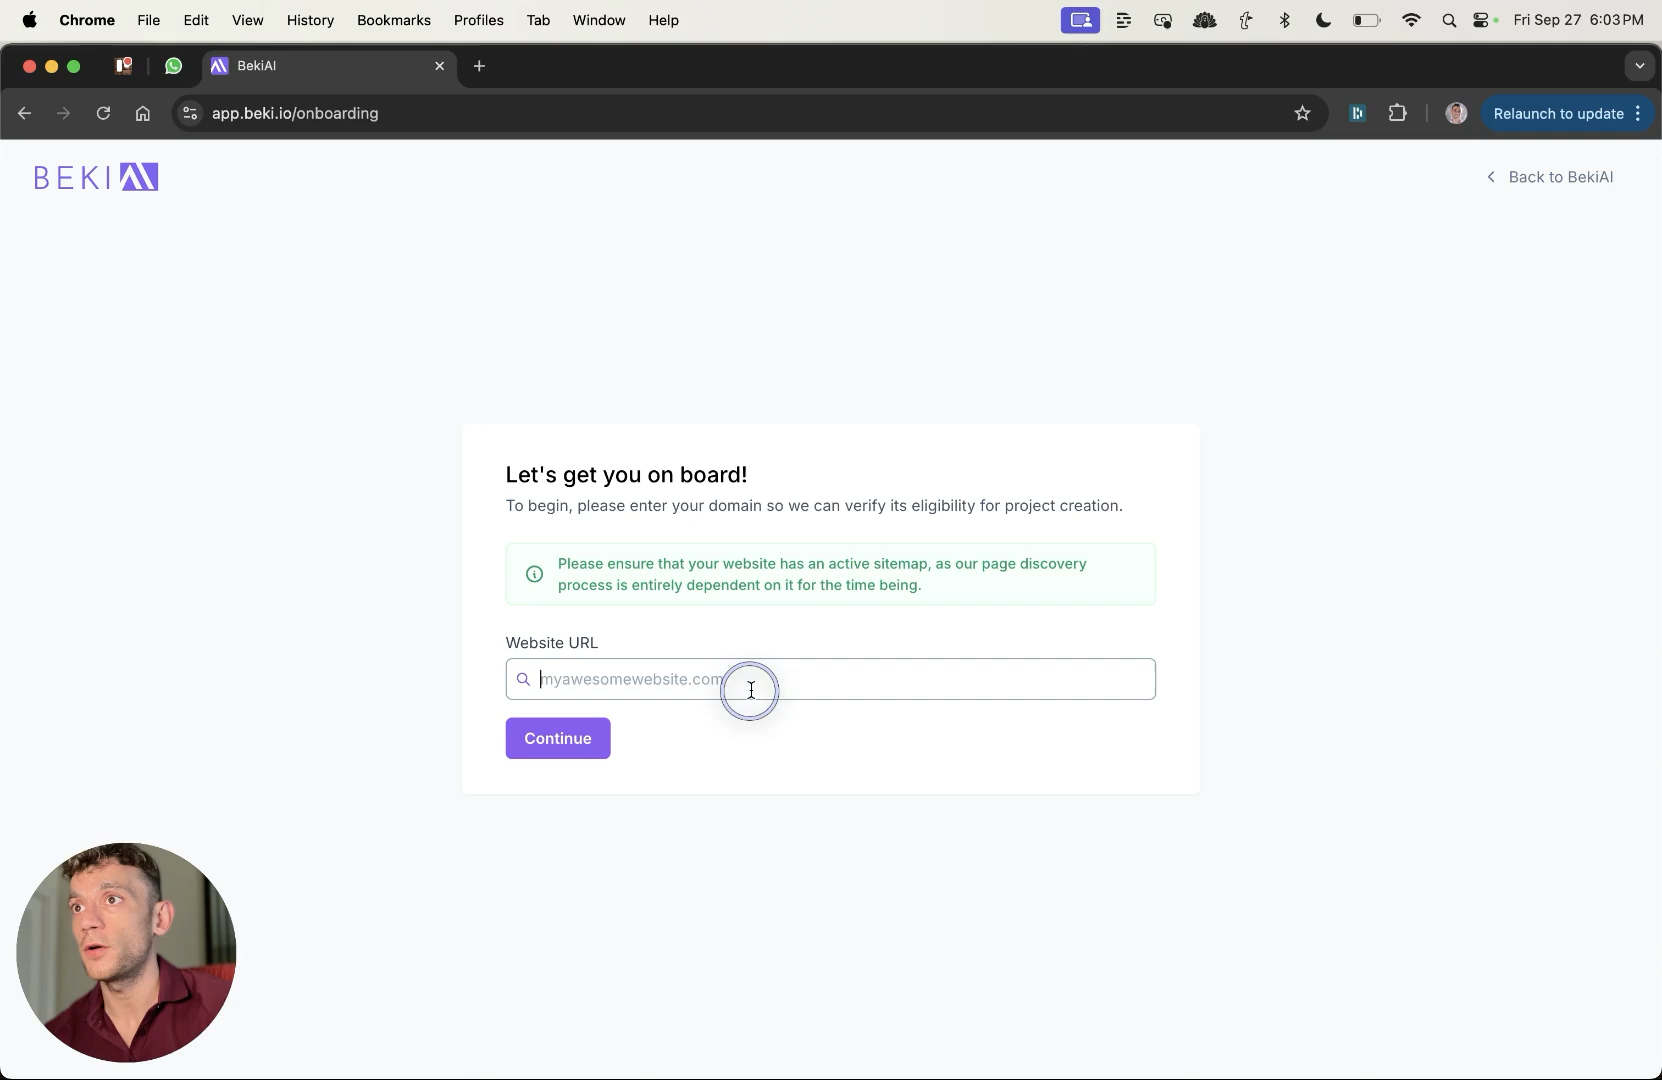 Chrome File Edit View History Bookmarks Profiles Tab Window Help Fri Sep 27 6:03 PM
BekiAI
app.beki.io/onboarding Relaunch to update
BEKI Back to BekiAI
Let's get you on board!
To begin, please enter your domain so we can verify its eligibility for project creation.
Please ensure that your website has an active sitemap, as our page discovery
process is entirely dependent on it for the time being.
Website URL
myawesomewebsite.com
Continue